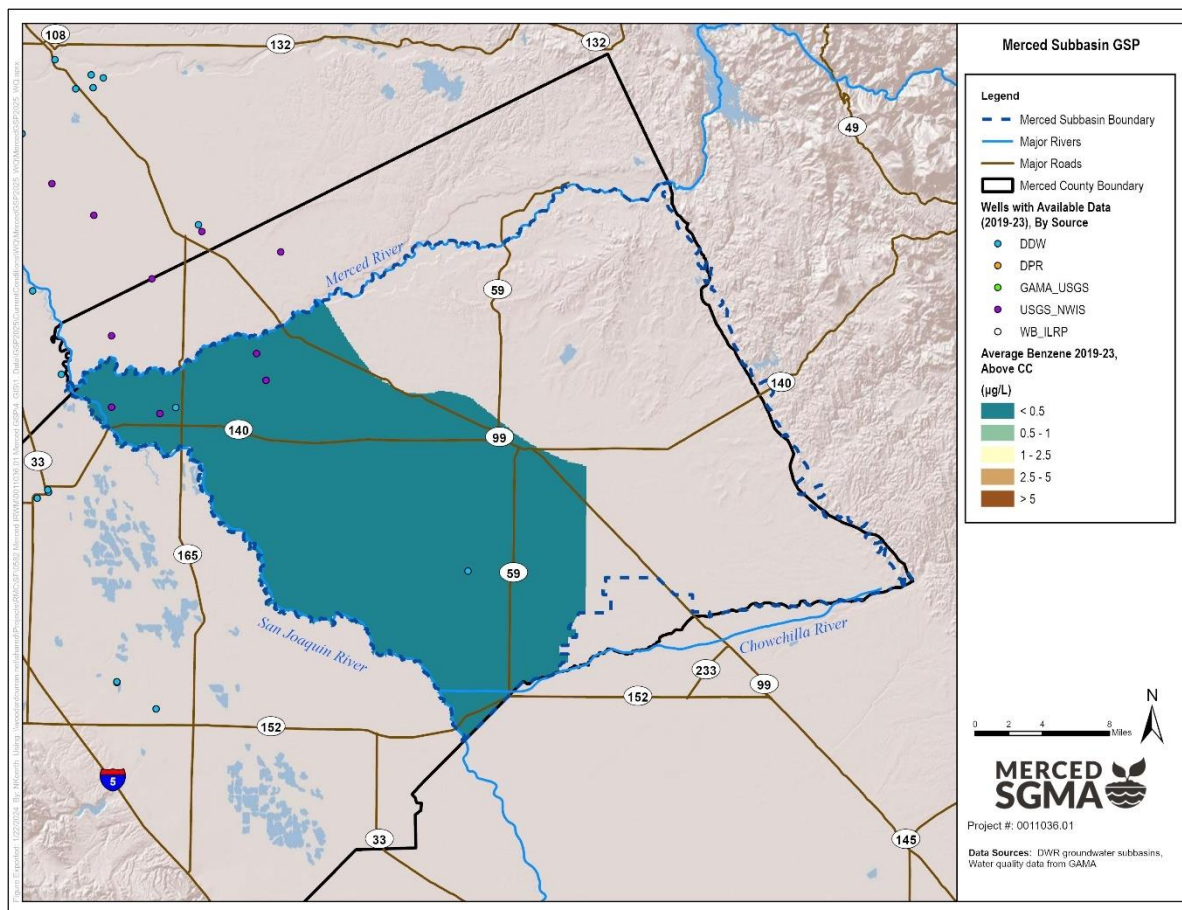 108
132
132
49
Merced River
59
140
140
99
33
165
59
San Joaquin River
Chowchilla River
233
152
99
152
5
33
145
Merced Subbasin GSP
Legend
Merced Subbasin Boundary
Major Rivers
Major Roads
Merced County Boundary
Wells with Available Data
(2019-23), By Source
DDW
DPR
GAMA_USGS
USGS_NWIS
WB_ILRP
Average Benzene 2019-23,
Above CC
(µg/L)
< 0.5
0.5 - 1
1 - 2.5
2.5 - 5
> 5
N
0 2 4 8
Miles
MERCED
SGMA
Project #: 0011036.01
Data Sources: DWR groundwater subbasins,
Water quality data from GAMA